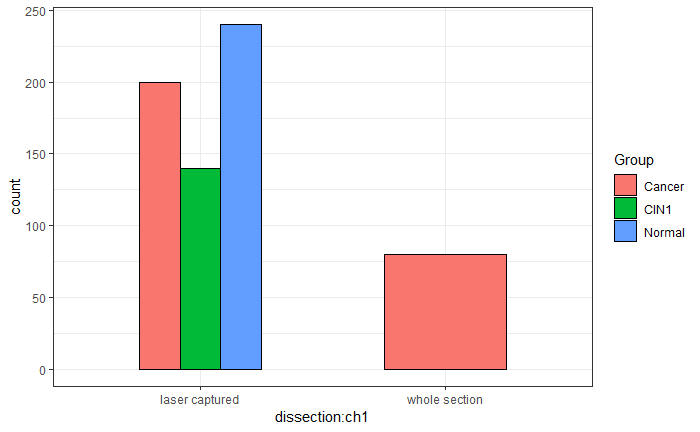 250
200
150
100
50
0
count
laser captured
whole section
dissection:ch1
Group
Cancer
CIN1
Normal